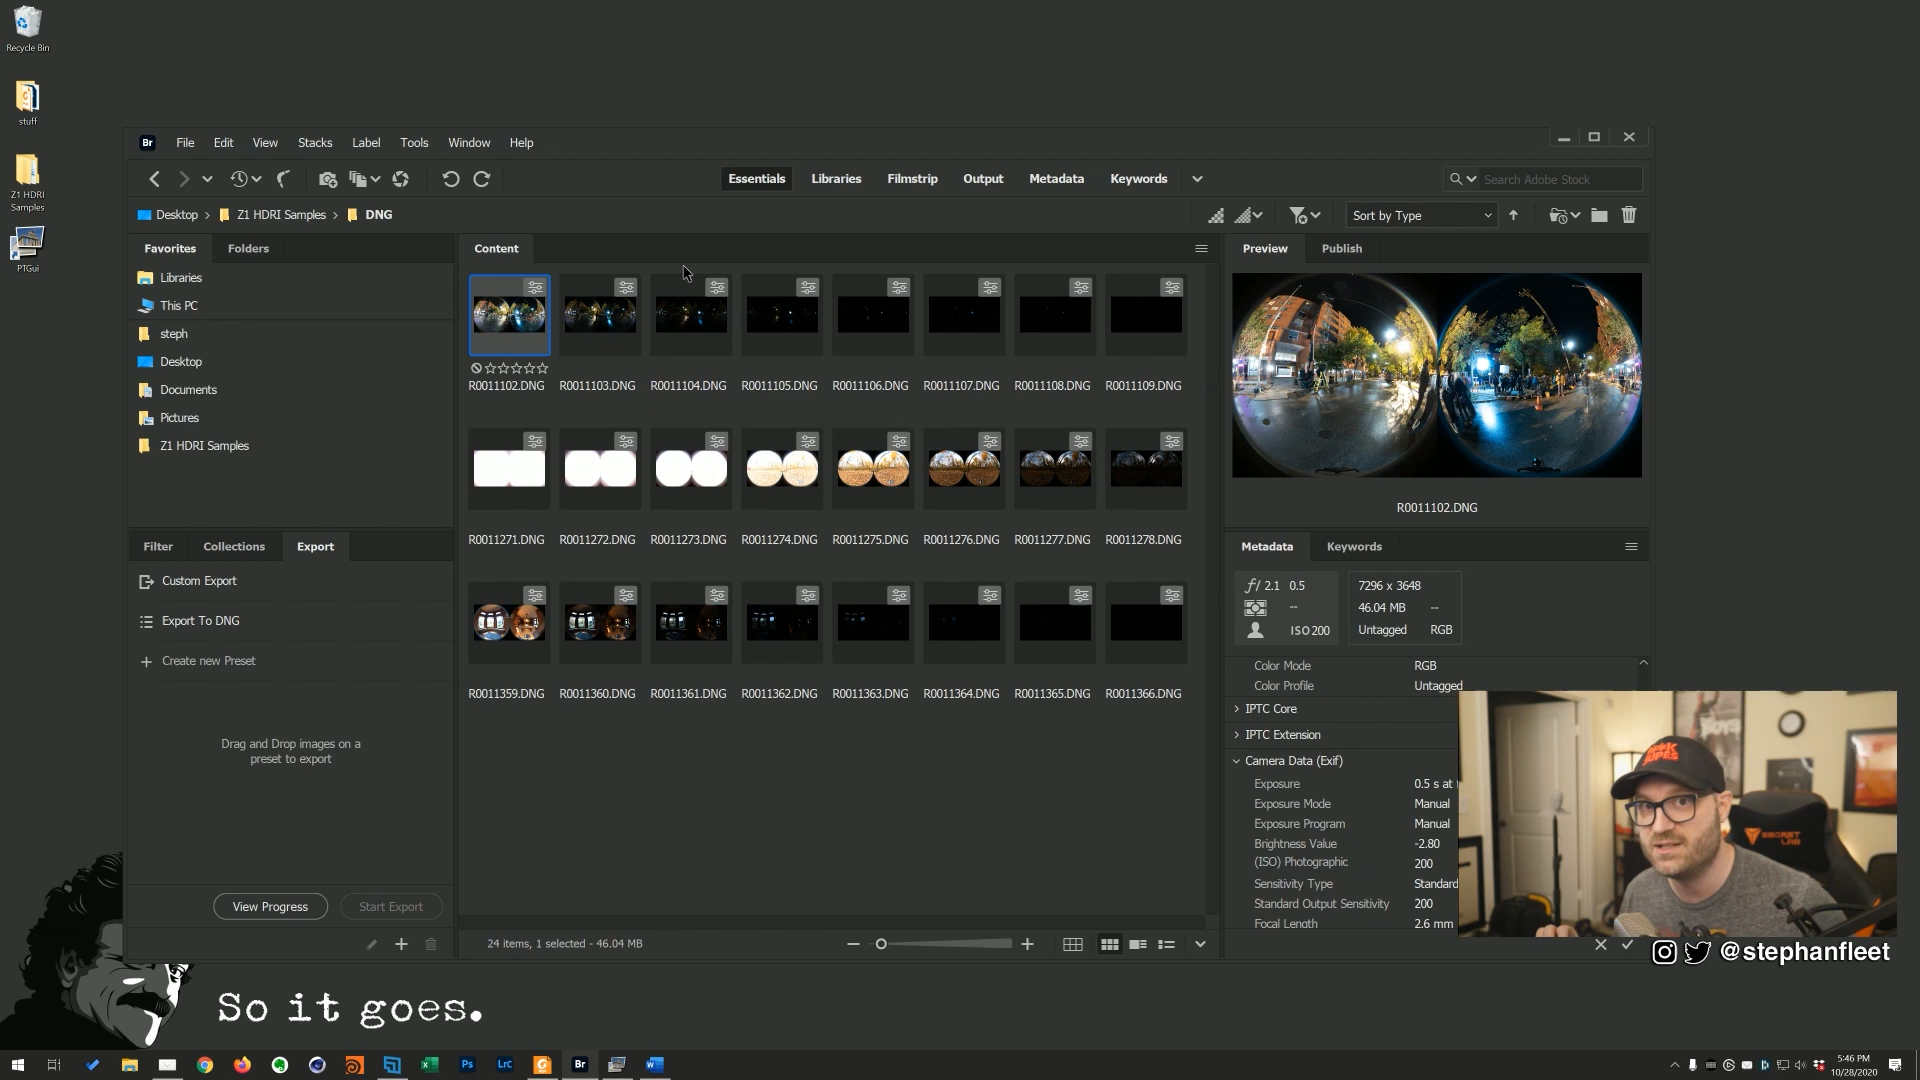 Recycle Bin
stuff
Z1 HDRI
Samples
PTGui
Br File Edit View Stacks Label Tools Window Help
Essentials Libraries Filmstrip Output Metadata Keywords
Search Adobe Stock
Desktop Z1 HDRI Samples DNG
Sort by Type
Favorites Folders
Libraries
This PC
steph
Desktop
Documents
Pictures
Z1 HDRI Samples
Filter Collections Export
Custom Export
Export To DNG
Create new Preset
Drag and Drop images on a
preset to export
View Progress Start Export
Content
R0011102.DNG R0011103.DNG R0011104.DNG R0011105.DNG R0011106.DNG R0011107.DNG R0011108.DNG R0011109.DNG
R0011271.DNG R0011272.DNG R0011273.DNG R0011274.DNG R0011275.DNG R0011276.DNG R0011277.DNG R0011278.DNG
R0011359.DNG R0011360.DNG R0011361.DNG R0011362.DNG R0011363.DNG R0011364.DNG R0011365.DNG R0011366.DNG
24 items, 1 selected - 46.04 MB
Preview Publish
R0011102.DNG
Metadata Keywords
f/ 2.1 0.5
--
ISO 200
7296 x 3648
46.04 MB --
Untagged RGB
Color Mode RGB
Color Profile Untagged
IPTC Core
IPTC Extension
Camera Data (Exif)
Exposure 0.5 s at
Exposure Mode Manual
Exposure Program Manual
Brightness Value -2.80
(ISO) Photographic 200
Sensitivity Type Standard
Standard Output Sensitivity 200
Focal Length 2.6 mm
SECRET
LAB
@stephanfleet
So it goes.
Ps LrC Br
5:46 PM
10/28/2020